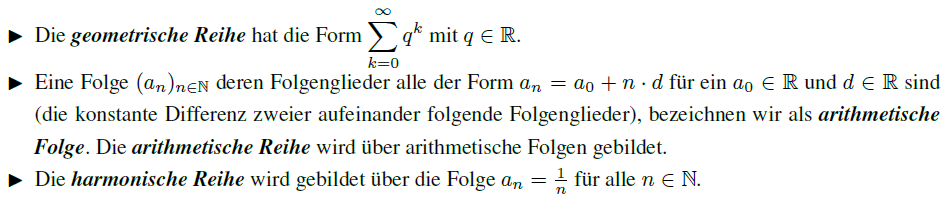 ► Die geometrische Reihe hat die Form $\sum_{k=0}^{\infty} q^k$ mit $q \in \mathbb{R}$.
► Eine Folge $(a_n)_{n \in \mathbb{N}}$ deren Folgenglieder alle der Form $a_n = a_0 + n \cdot d$ für ein $a_0 \in \mathbb{R}$ und $d \in \mathbb{R}$ sind
(die konstante Differenz zweier aufeinander folgende Folgenglieder), bezeichnen wir als arithmetische
Folge. Die arithmetische Reihe wird über arithmetische Folgen gebildet.
► Die harmonische Reihe wird gebildet über die Folge $a_n = \frac{1}{n}$ für alle $n \in \mathbb{N}$.